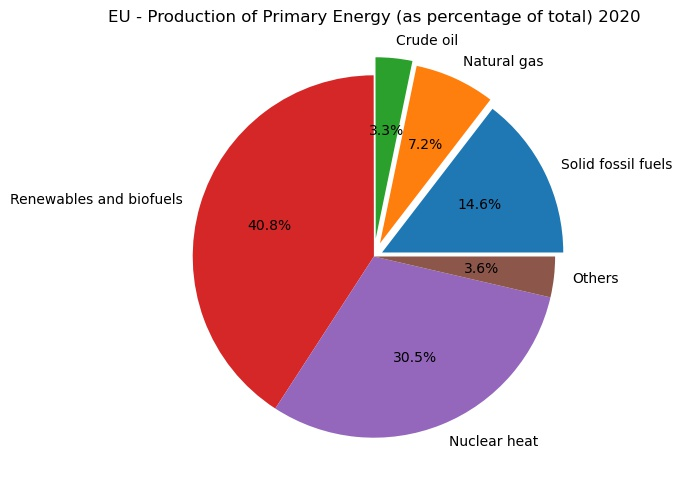 EU - Production of Primary Energy (as percentage of total) 2020
Crude oil
Natural gas
3.3%
7.2%
Solid fossil fuels
Renewables and biofuels
14.6%
40.8%
3.6%
Others
30.5%
Nuclear heat